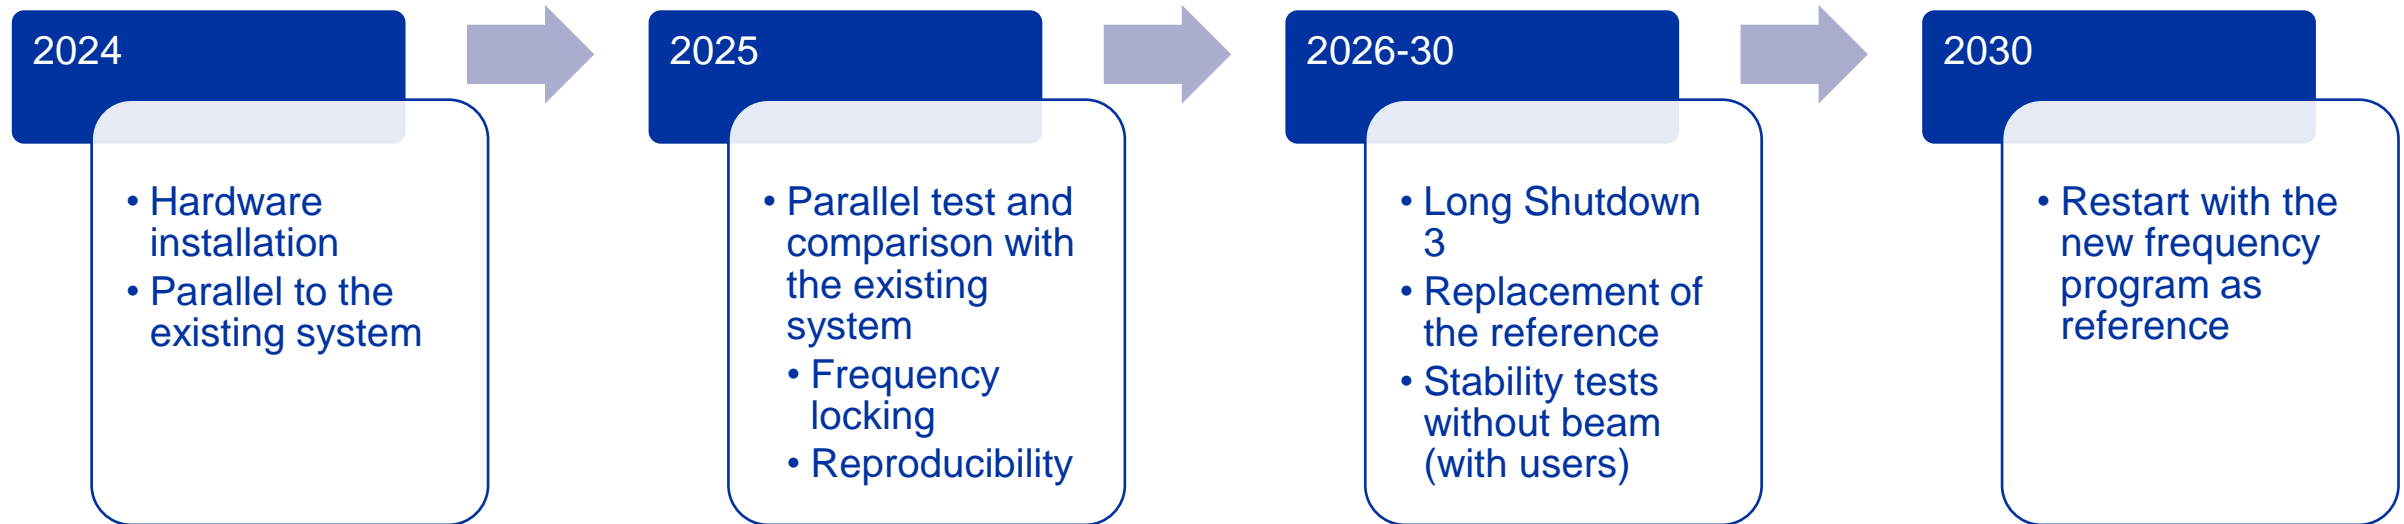 2024
• Hardware
installation
• Parallel to the
existing system
2025
• Parallel test and
comparison with
the existing
system
• Frequency
locking
• Reproducibility
2026-30
• Long Shutdown
3
• Replacement of
the reference
• Stability tests
without beam
(with users)
2030
• Restart with the
new frequency
program as
reference